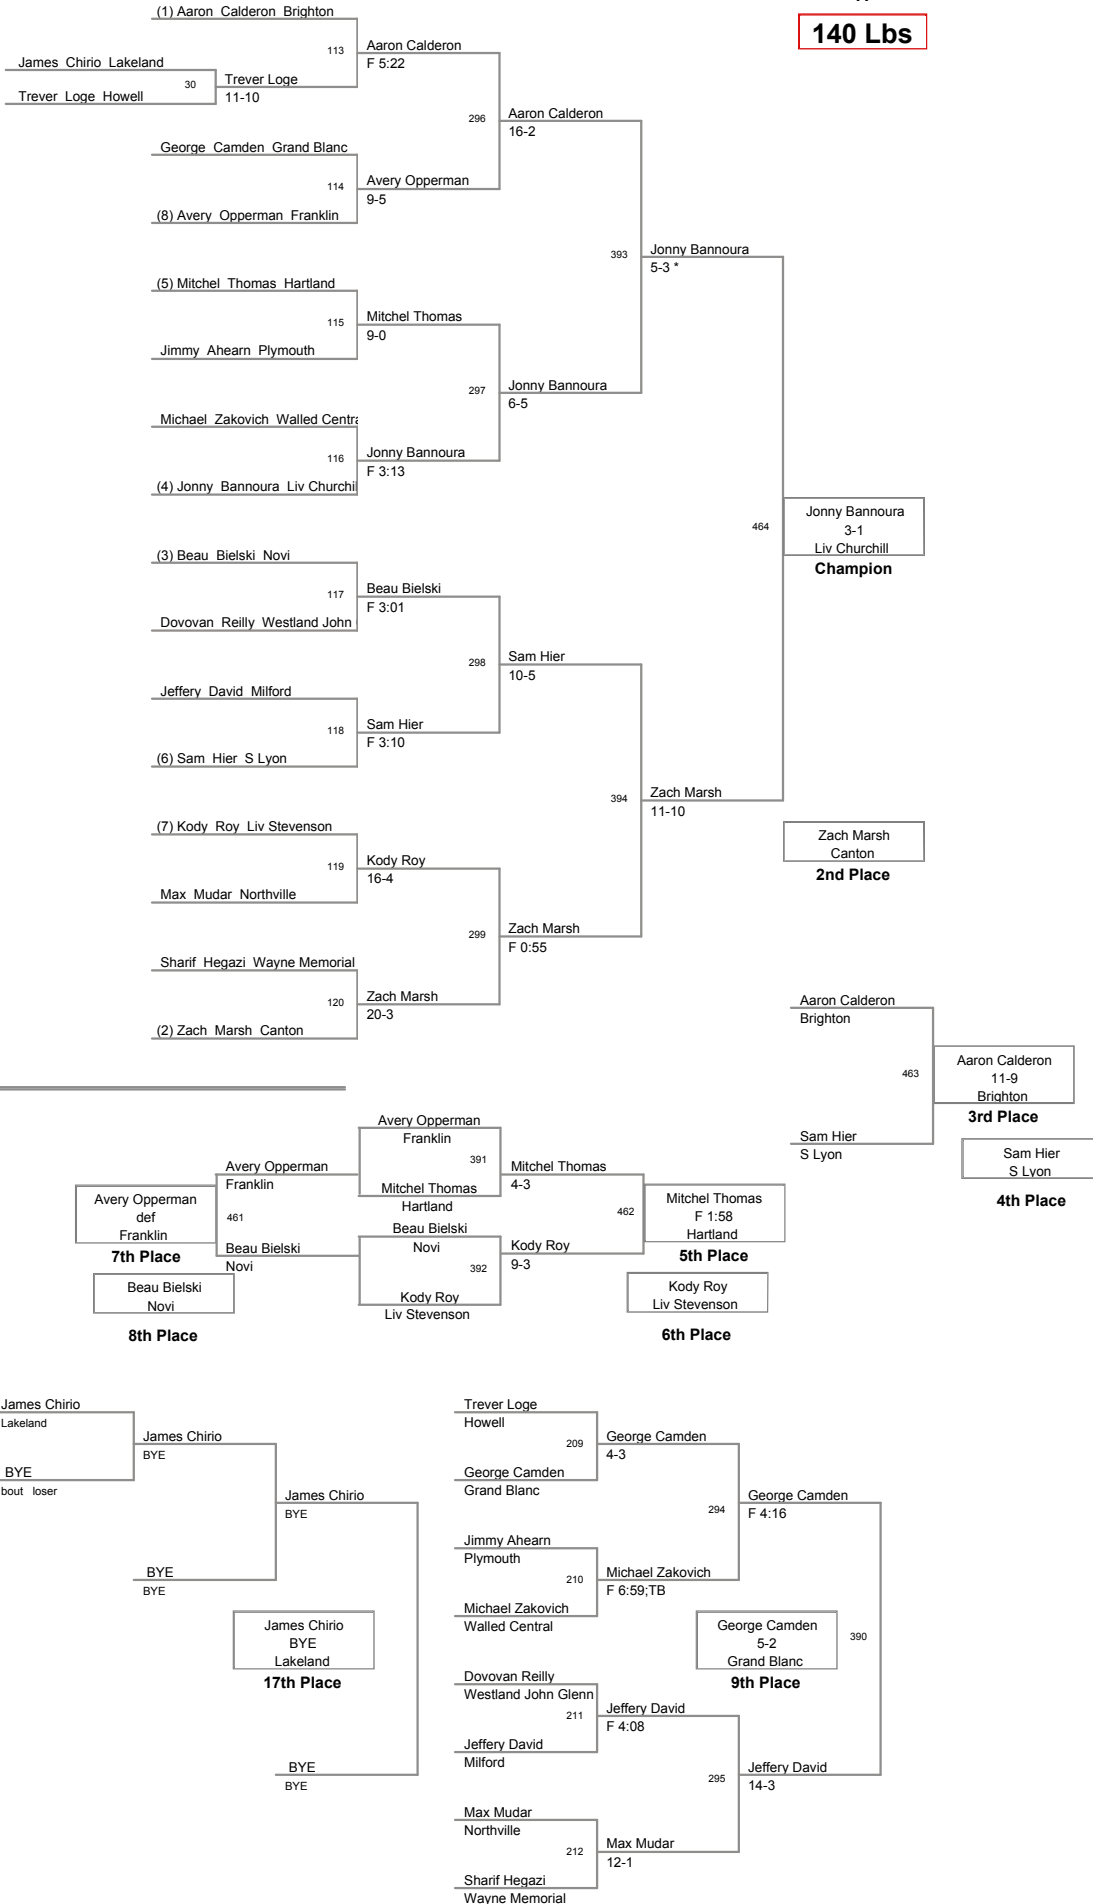 140 Lbs
(1) Aaron Calderon Brighton
113
Aaron Calderon
F 5:22
James Chirio Lakeland
30
Trever Loge
11-10
Trever Loge Howell
296
Aaron Calderon
16-2
George Camden Grand Blanc
114
Avery Opperman
9-5
(8) Avery Opperman Franklin
393
Jonny Bannoura
5-3 *
(5) Mitchel Thomas Hartland
115
Mitchel Thomas
9-0
Jimmy Ahearn Plymouth
297
Jonny Bannoura
6-5
Michael Zakovich Walled Centra
116
Jonny Bannoura
F 3:13
(4) Jonny Bannoura Liv Churchil
464
Jonny Bannoura
3-1
Liv Churchill
Champion
(3) Beau Bielski Novi
117
Beau Bielski
F 3:01
Dovovan Reilly Westland John
298
Sam Hier
10-5
Jeffery David Milford
118
Sam Hier
F 3:10
(6) Sam Hier S Lyon
394
Zach Marsh
11-10
(7) Kody Roy Liv Stevenson
119
Kody Roy
16-4
Max Mudar Northville
Zach Marsh
Canton
2nd Place
299
Zach Marsh
F 0:55
Sharif Hegazi Wayne Memorial
120
Zach Marsh
20-3
(2) Zach Marsh Canton
Aaron Calderon
Brighton
463
Aaron Calderon
11-9
Brighton
3rd Place
Sam Hier
S Lyon
Sam Hier
S Lyon
4th Place
Avery Opperman
Franklin
391
Mitchel Thomas
Hartland
Mitchel Thomas
4-3
Avery Opperman
Franklin
461
Avery Opperman
def
Franklin
7th Place
Beau Bielski
Novi
Beau Bielski
Novi
8th Place
Beau Bielski
Novi
392
Kody Roy
Liv Stevenson
Kody Roy
9-3
462
Mitchel Thomas
F 1:58
Hartland
5th Place
Kody Roy
Liv Stevenson
6th Place
James Chirio
Lakeland
James Chirio
BYE
BYE
bout loser
James Chirio
BYE
BYE
BYE
James Chirio
BYE
Lakeland
17th Place
BYE
BYE
Trever Loge
Howell
209
George Camden
4-3
George Camden
Grand Blanc
294
George Camden
F 4:16
Jimmy Ahearn
Plymouth
210
Michael Zakovich
F 6:59;TB
Michael Zakovich
Walled Central
George Camden
5-2
Grand Blanc
390
9th Place
Dovovan Reilly
Westland John Glenn
211
Jeffery David
F 4:08
Jeffery David
Milford
295
Jeffery David
14-3
Max Mudar
Northville
212
Max Mudar
12-1
Sharif Hegazi
Wayne Memorial